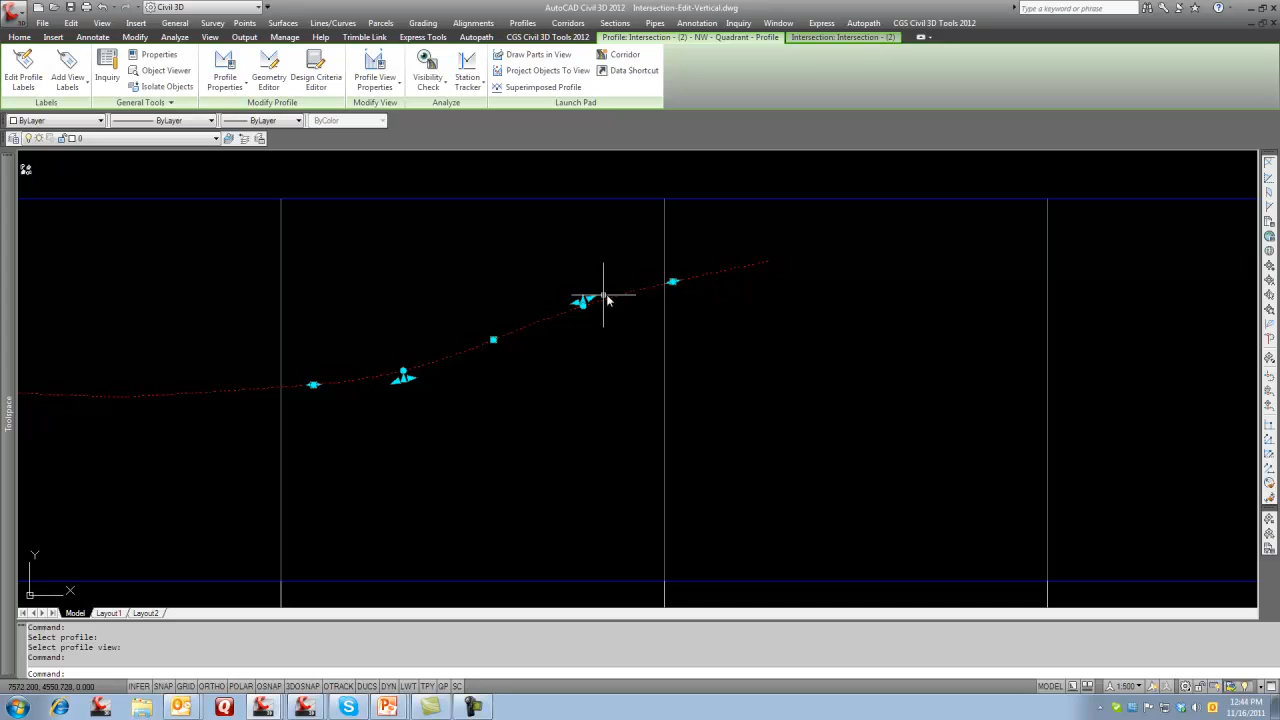 AutoCAD Civil 3D 2012 Intersection-Edit-Vertical.dwg
Civil 3D
Type a keyword or phrase
File Edit View Insert General Survey Points Surfaces Lines/Curves Parcels Grading Alignments Profiles Corridors Sections Pipes Annotation Inquiry Window Express Autopath CGS Civil 3D Tools 2012
Home Insert Annotate Modify Analyze View Output Manage Help Trimble Link Express Tools Autopath CGS Civil 3D Tools 2012 Profile: Intersection - (2) - NW - Quadrant - Profile Intersection: Intersection - (2)
Edit Profile Labels
Add View Labels
Labels
Inquiry
Properties
Object Viewer
Isolate Objects
General Tools
Profile Properties
Geometry Editor
Design Criteria Editor
Modify Profile
Profile View Properties
Modify View
Visibility Check
Station Tracker
Analyze
Draw Parts in View
Project Objects To View
Superimposed Profile
Corridor
Data Shortcut
Launch Pad
ByLayer ByLayer ByLayer ByColor
0
Toolspace
Y
X
Model Layout1 Layout2
Command:
Select profile:
Select profile view:
Command:
Command:
7572.200, 4550.728, 0.000 INFER SNAP GRID ORTHO POLAR OSNAP 3DOSNAP OTRACK DUCS DYN LWT TPY QP SC MODEL 1:500
12:44 PM
11/16/2011